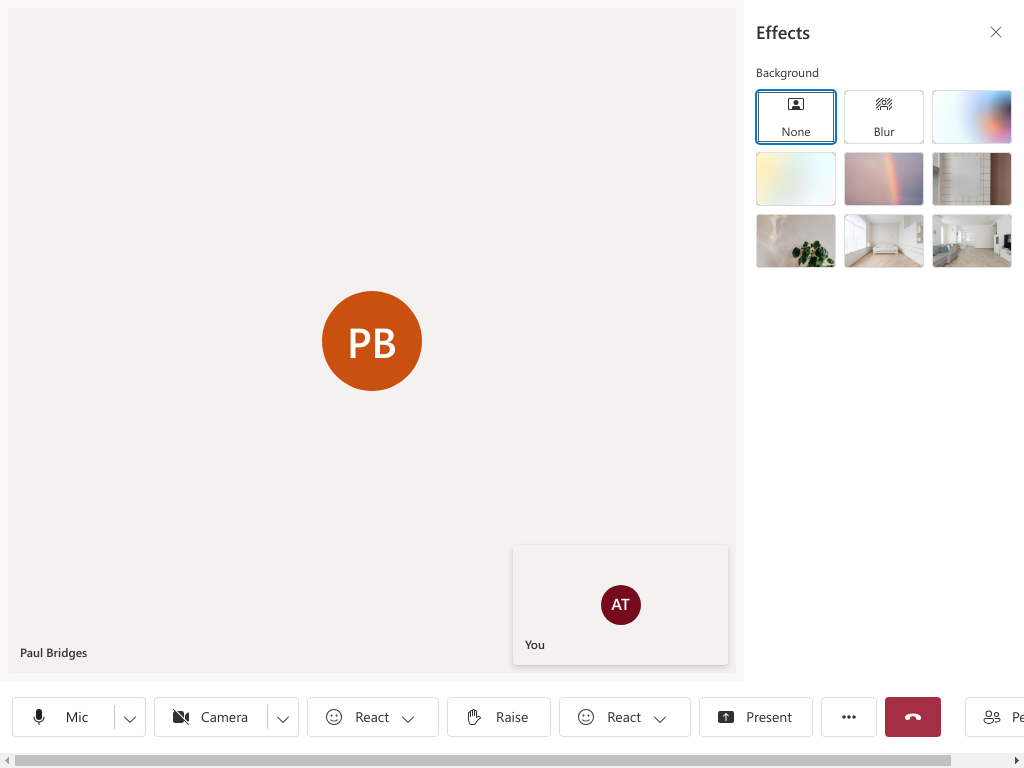 Effects
Background
None
Blur
PB
AT
You
Paul Bridges
Mic
Camera
React
Raise
React
Present
Pe